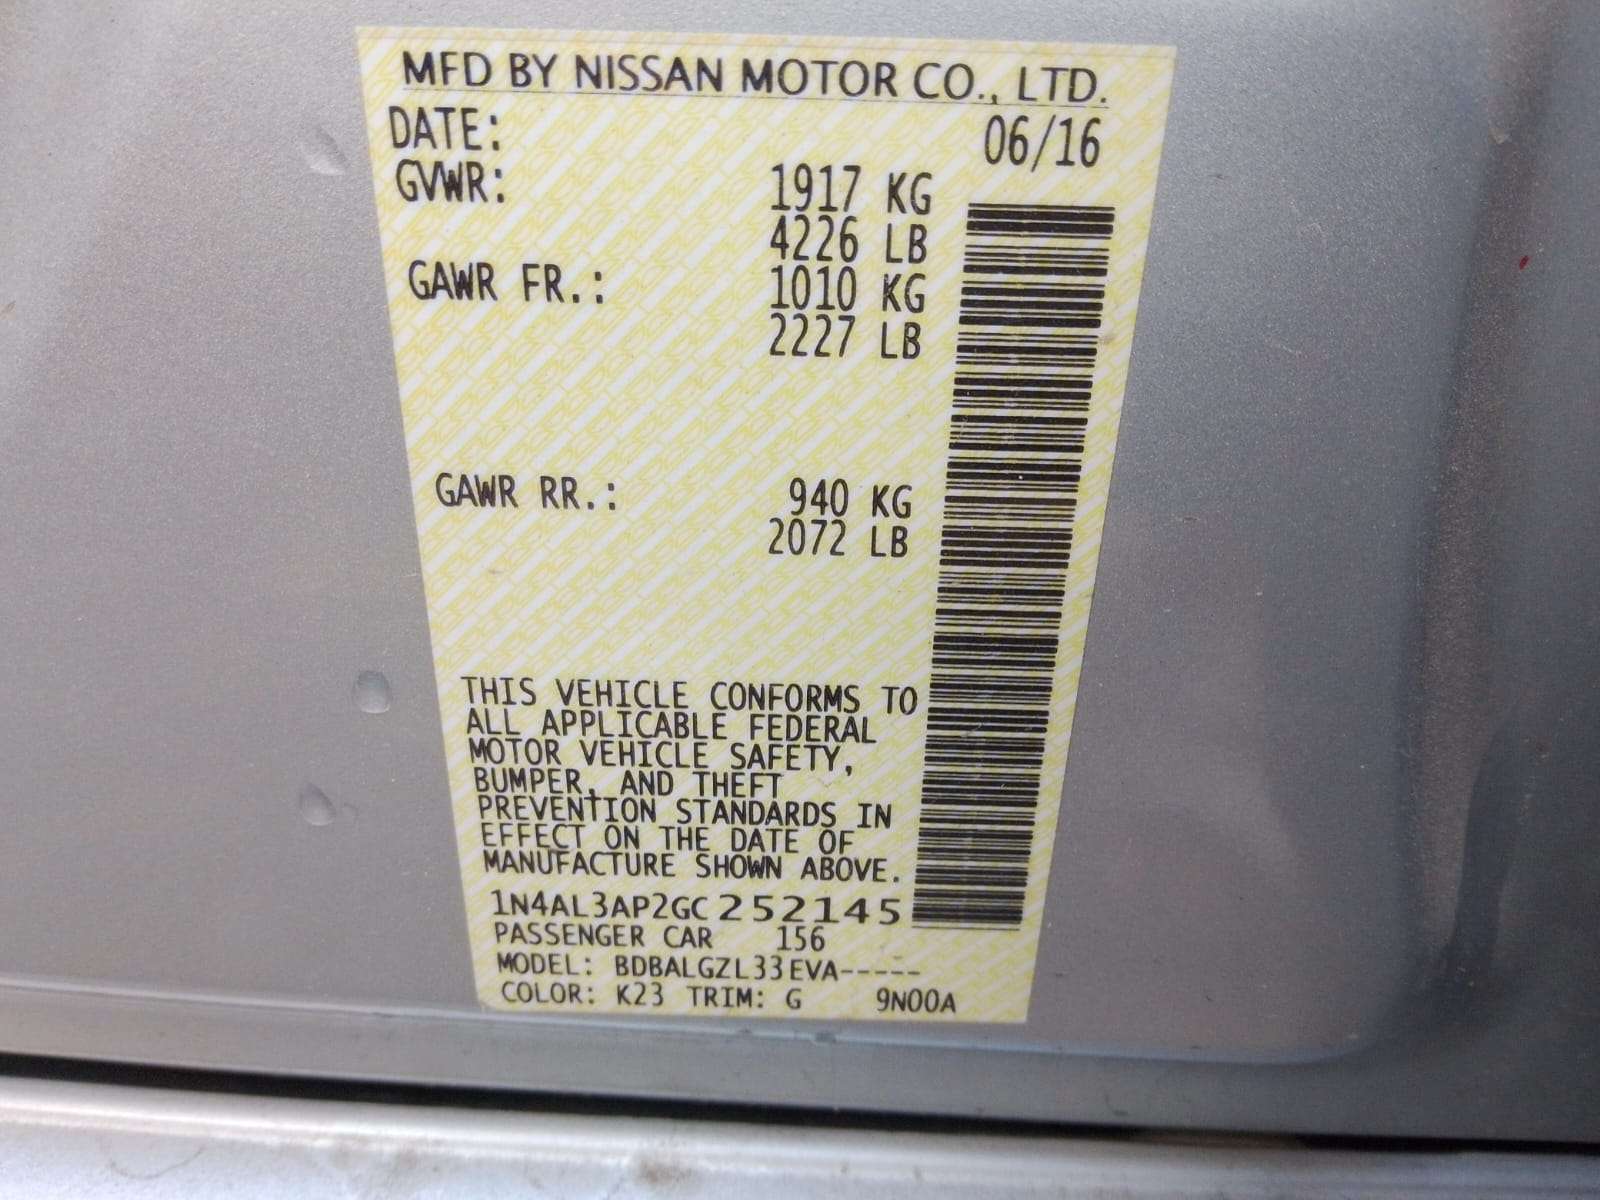 MFD BY NISSAN MOTOR CO., LTD.
DATE: 06/16
GVWR: 1917 KG
4226 LB
GAWR FR.: 1010 KG
2227 LB
GAWR RR.: 940 KG
2072 LB
THIS VEHICLE CONFORMS TO
ALL APPLICABLE FEDERAL
MOTOR VEHICLE SAFETY,
BUMPER, AND THEFT
PREVENTION STANDARDS IN
EFFECT ON THE DATE OF
MANUFACTURE SHOWN ABOVE.
1N4AL3AP2GC252145
PASSENGER CAR 156
MODEL: BDBALGZL33EVA-----
COLOR: K23 TRIM: G 9N00A